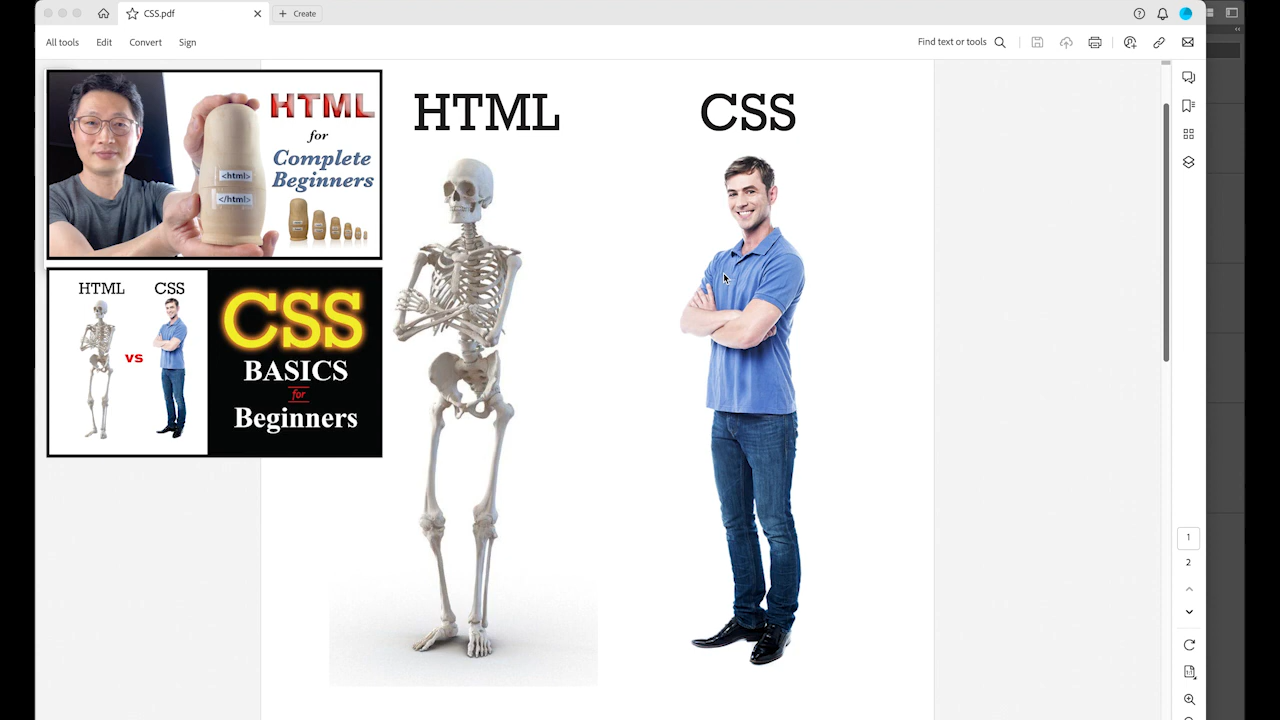 CSS.pdf
Create
All tools
Edit
Convert
Sign
Find text or tools
HTML
for
Complete
Beginners
<html>
</html>
HTML
CSS
HTML
CSS
vs
CSS
BASICS
for
Beginners
1
2